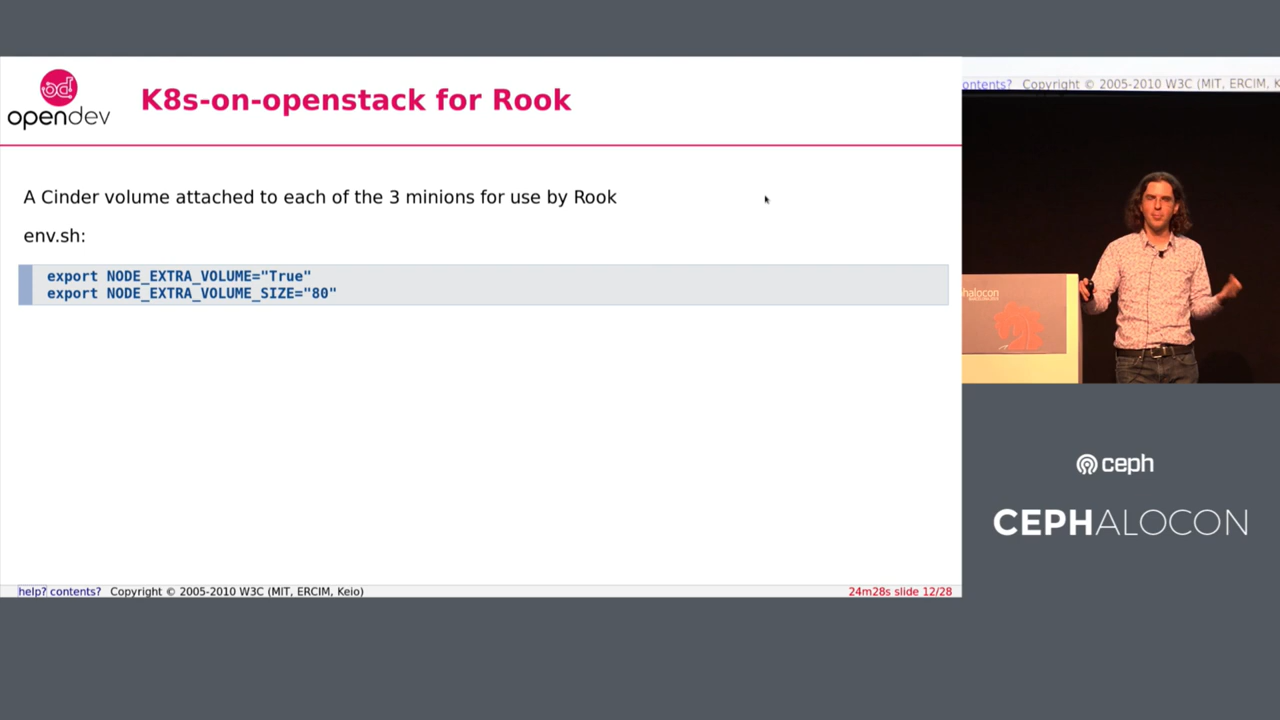 opendev
K8s-on-openstack for Rook
A Cinder volume attached to each of the 3 minions for use by Rook
env.sh:
export NODE_EXTRA_VOLUME="True"
export NODE_EXTRA_VOLUME_SIZE="80"
help? contents? Copyright © 2005-2010 W3C (MIT, ERCIM, Keio)
24m28s slide 12/28
ontents? Copyright © 2005-2010 W3C (MIT, ERCIM, K
phalocon
ceph
CEPHALOCON